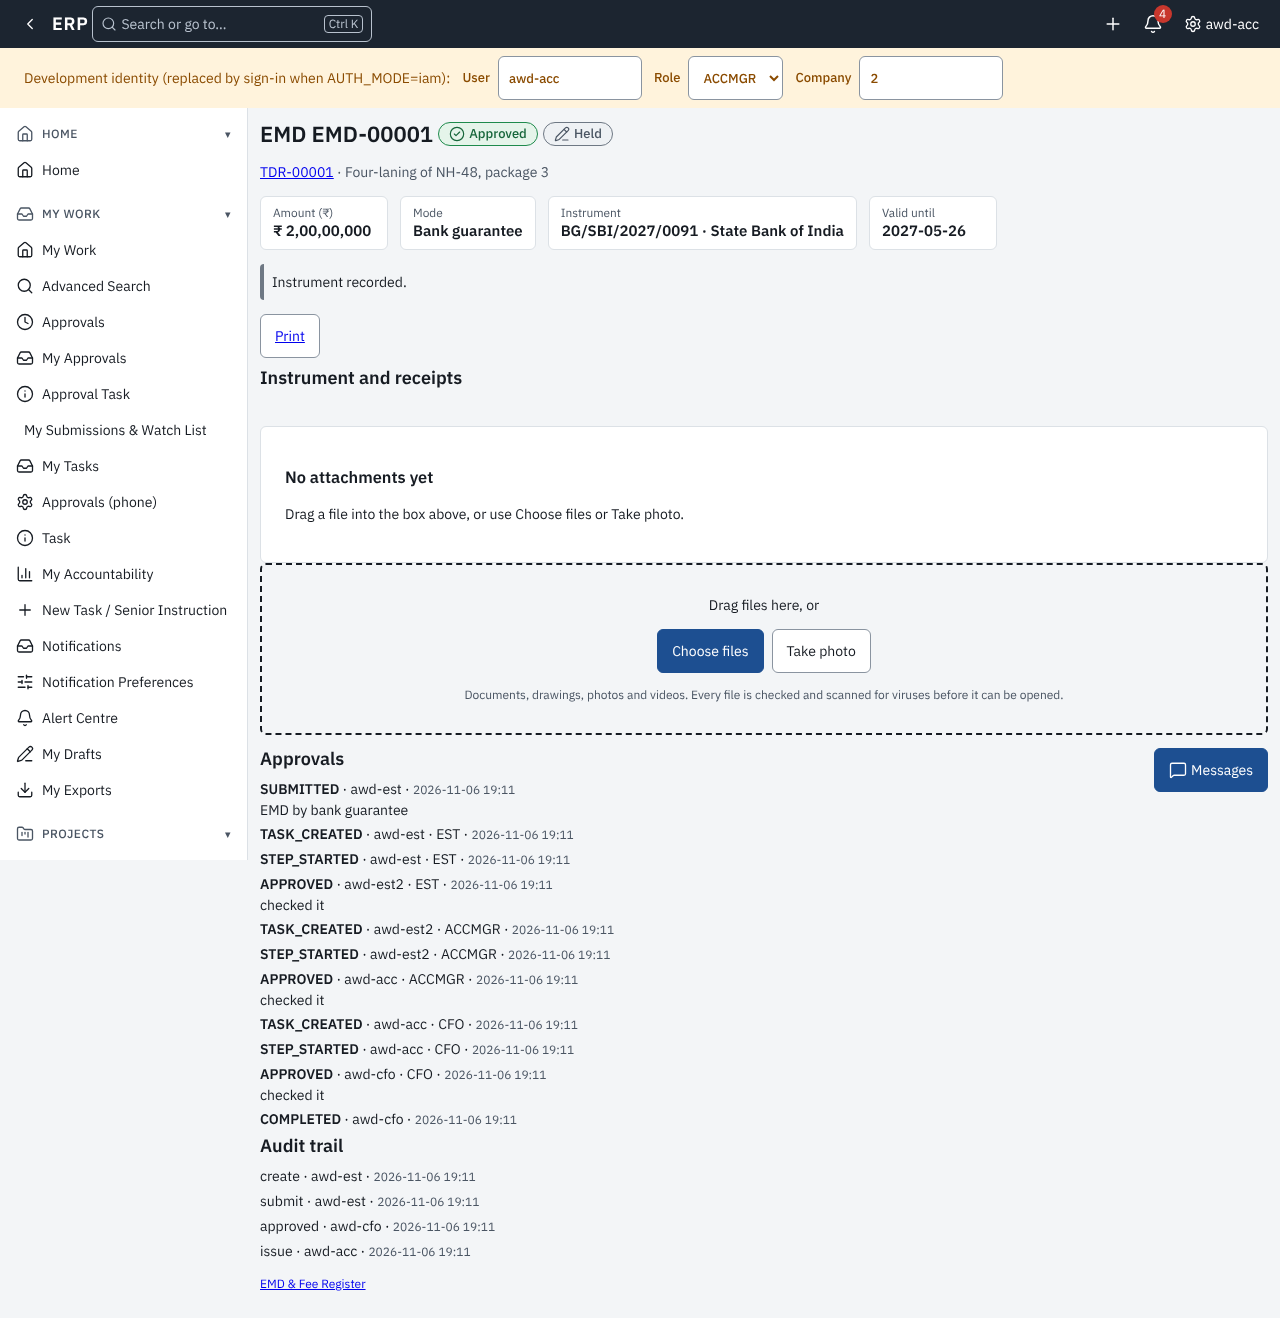 ERP
Search or go to...
Ctrl K
4
awd-acc
Development identity (replaced by sign-in when AUTH_MODE=iam): User awd-acc Role ACCMGR Company 2
HOME
Home
MY WORK
My Work
Advanced Search
Approvals
My Approvals
Approval Task
My Submissions & Watch List
My Tasks
Approvals (phone)
Task
My Accountability
New Task / Senior Instruction
Notifications
Notification Preferences
Alert Centre
My Drafts
My Exports
PROJECTS
EMD EMD-00001 Approved Held
TDR-00001 · Four-laning of NH-48, package 3
Amount (₹)
₹ 2,00,00,000
Mode
Bank guarantee
Instrument
BG/SBI/2027/0091 · State Bank of India
Valid until
2027-05-26
Instrument recorded.
Print
Instrument and receipts
No attachments yet
Drag a file into the box above, or use Choose files or Take photo.
Drag files here, or
Choose files Take photo
Documents, drawings, photos and videos. Every file is checked and scanned for viruses before it can be opened.
Approvals
Messages
SUBMITTED · awd-est · 2026-11-06 19:11
EMD by bank guarantee
TASK_CREATED · awd-est · EST · 2026-11-06 19:11
STEP_STARTED · awd-est · EST · 2026-11-06 19:11
APPROVED · awd-est2 · EST · 2026-11-06 19:11
checked it
TASK_CREATED · awd-est2 · ACCMGR · 2026-11-06 19:11
STEP_STARTED · awd-est2 · ACCMGR · 2026-11-06 19:11
APPROVED · awd-acc · ACCMGR · 2026-11-06 19:11
checked it
TASK_CREATED · awd-acc · CFO · 2026-11-06 19:11
STEP_STARTED · awd-acc · CFO · 2026-11-06 19:11
APPROVED · awd-cfo · CFO · 2026-11-06 19:11
checked it
COMPLETED · awd-cfo · 2026-11-06 19:11
Audit trail
create · awd-est · 2026-11-06 19:11
submit · awd-est · 2026-11-06 19:11
approved · awd-cfo · 2026-11-06 19:11
issue · awd-acc · 2026-11-06 19:11
EMD & Fee Register